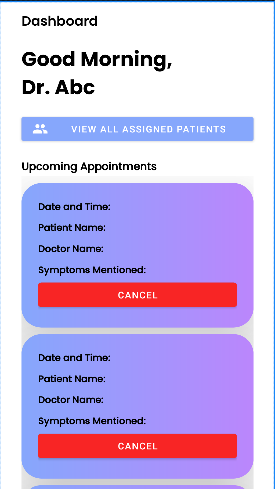 Dashboard
Good Morning,
Dr. Abc
VIEW ALL ASSIGNED PATIENTS
Upcoming Appointments
Date and Time:
Patient Name:
Doctor Name:
Symptoms Mentioned:
CANCEL
Date and Time:
Patient Name:
Doctor Name:
Symptoms Mentioned:
CANCEL